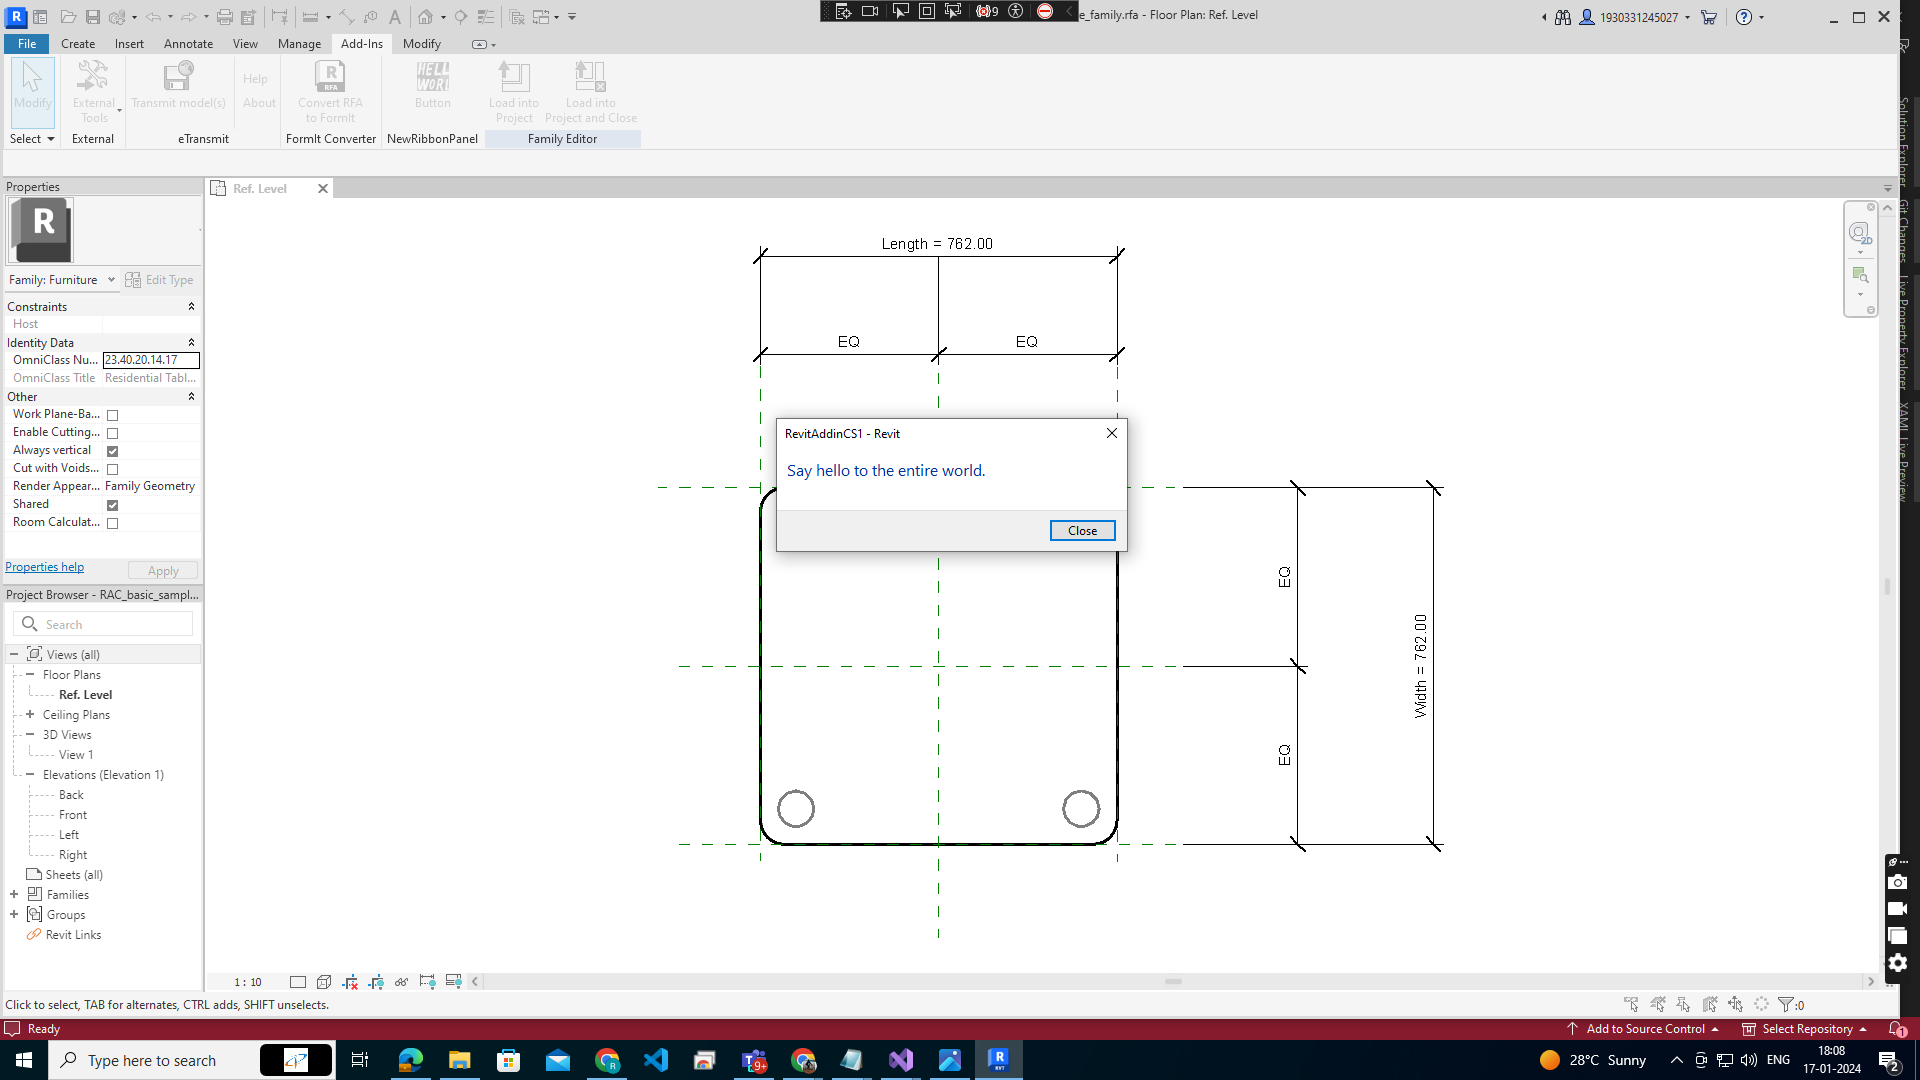 e_family.rfa - Floor Plan: Ref. Level
1930331245027
File Create Insert Annotate View Manage Add-Ins Modify
Modify
External Tools
Transmit model(s)
Help
About
Convert RFA to FormIt
HELLO WORL
Button
Load into Project
Load into Project and Close
Select
External
eTransmit
FormIt Converter
NewRibbonPanel
Family Editor
Properties
Ref. Level
Family: Furniture
Edit Type
Constraints
Host
Identity Data
OmniClass Nu... 23.40.20.14.17
OmniClass Title Residential Tabl...
Other
Work Plane-Ba...
Enable Cutting...
Always vertical
Cut with Voids...
Render Appear... Family Geometry
Shared
Room Calculat...
Properties help
Apply
Project Browser - RAC_basic_sampl...
Search
Views (all)
Floor Plans
Ref. Level
Ceiling Plans
3D Views
View 1
Elevations (Elevation 1)
Back
Front
Left
Right
Sheets (all)
Families
Groups
Revit Links
Length = 762.00
EQ
EQ
RevitAddinCS1 - Revit
Say hello to the entire world.
Close
EQ
EQ
Width = 762.00
2D
Solution Explorer
Git Changes
Live Property Explorer
XAML Live Preview
1 : 10
Click to select, TAB for alternates, CTRL adds, SHIFT unselects.
:0
Ready
Add to Source Control
Select Repository
1
Type here to search
9+
28°C Sunny
ENG
18:08
17-01-2024
2